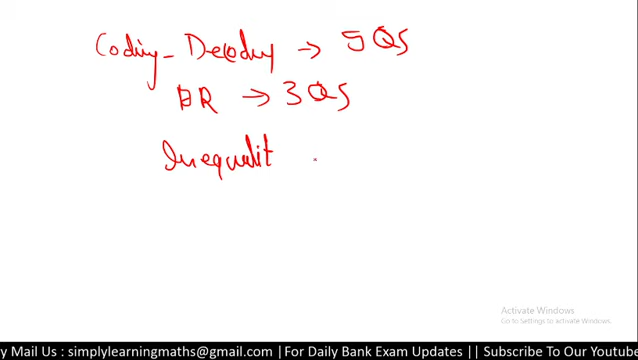 Coding - Decoding → 5 QS
BR → 3 QS
Inequalit
Activate Windows
Go to Settings to activate Windows.
y Mail Us : simplylearningmaths@gmail.com |For Daily Bank Exam Updates || Subscribe To Our Youtube